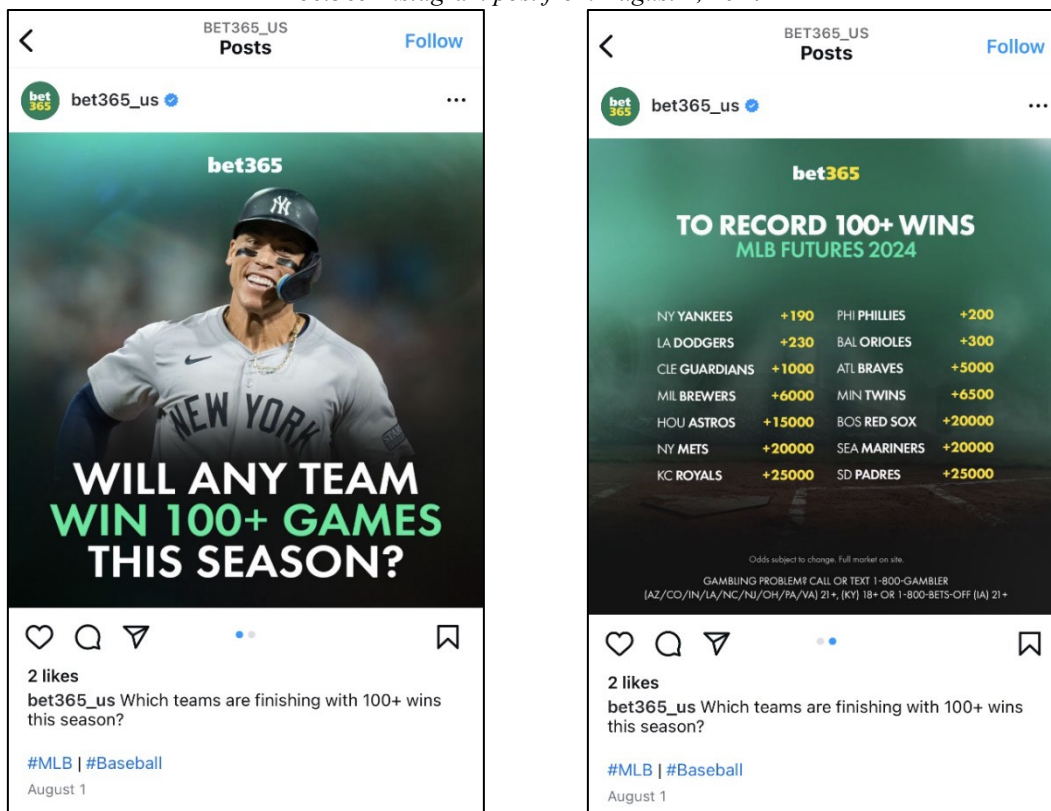 BET365_US
Posts
Follow
bet365_us
bet365
NEW YORK
WILL ANY TEAM
WIN 100+ GAMES
THIS SEASON?
2 likes
bet365_us Which teams are finishing with 100+ wins
this season?
#MLB | #Baseball
August 1
BET365_US
Posts
Follow
bet365_us
bet365
TO RECORD 100+ WINS
MLB FUTURES 2024
NY YANKEES +190 PHI PHILLIES +200
LA DODGERS +230 BAL ORIOLES +300
CLE GUARDIANS +1000 ATL BRAVES +5000
MIL BREWERS +6000 MIN TWINS +6500
HOU ASTROS +15000 BOS RED SOX +20000
NY METS +20000 SEA MARINERS +20000
KC ROYALS +25000 SD PADRES +25000
Odds subject to change. Full market on site.
GAMBLING PROBLEM? CALL OR TEXT 1-800-GAMBLER
(AZ/CO/IN/LA/NC/NJ/OH/PA/VA) 21+, (KY) 18+ OR 1-800-BETS-OFF (IA) 21+
2 likes
bet365_us Which teams are finishing with 100+ wins
this season?
#MLB | #Baseball
August 1